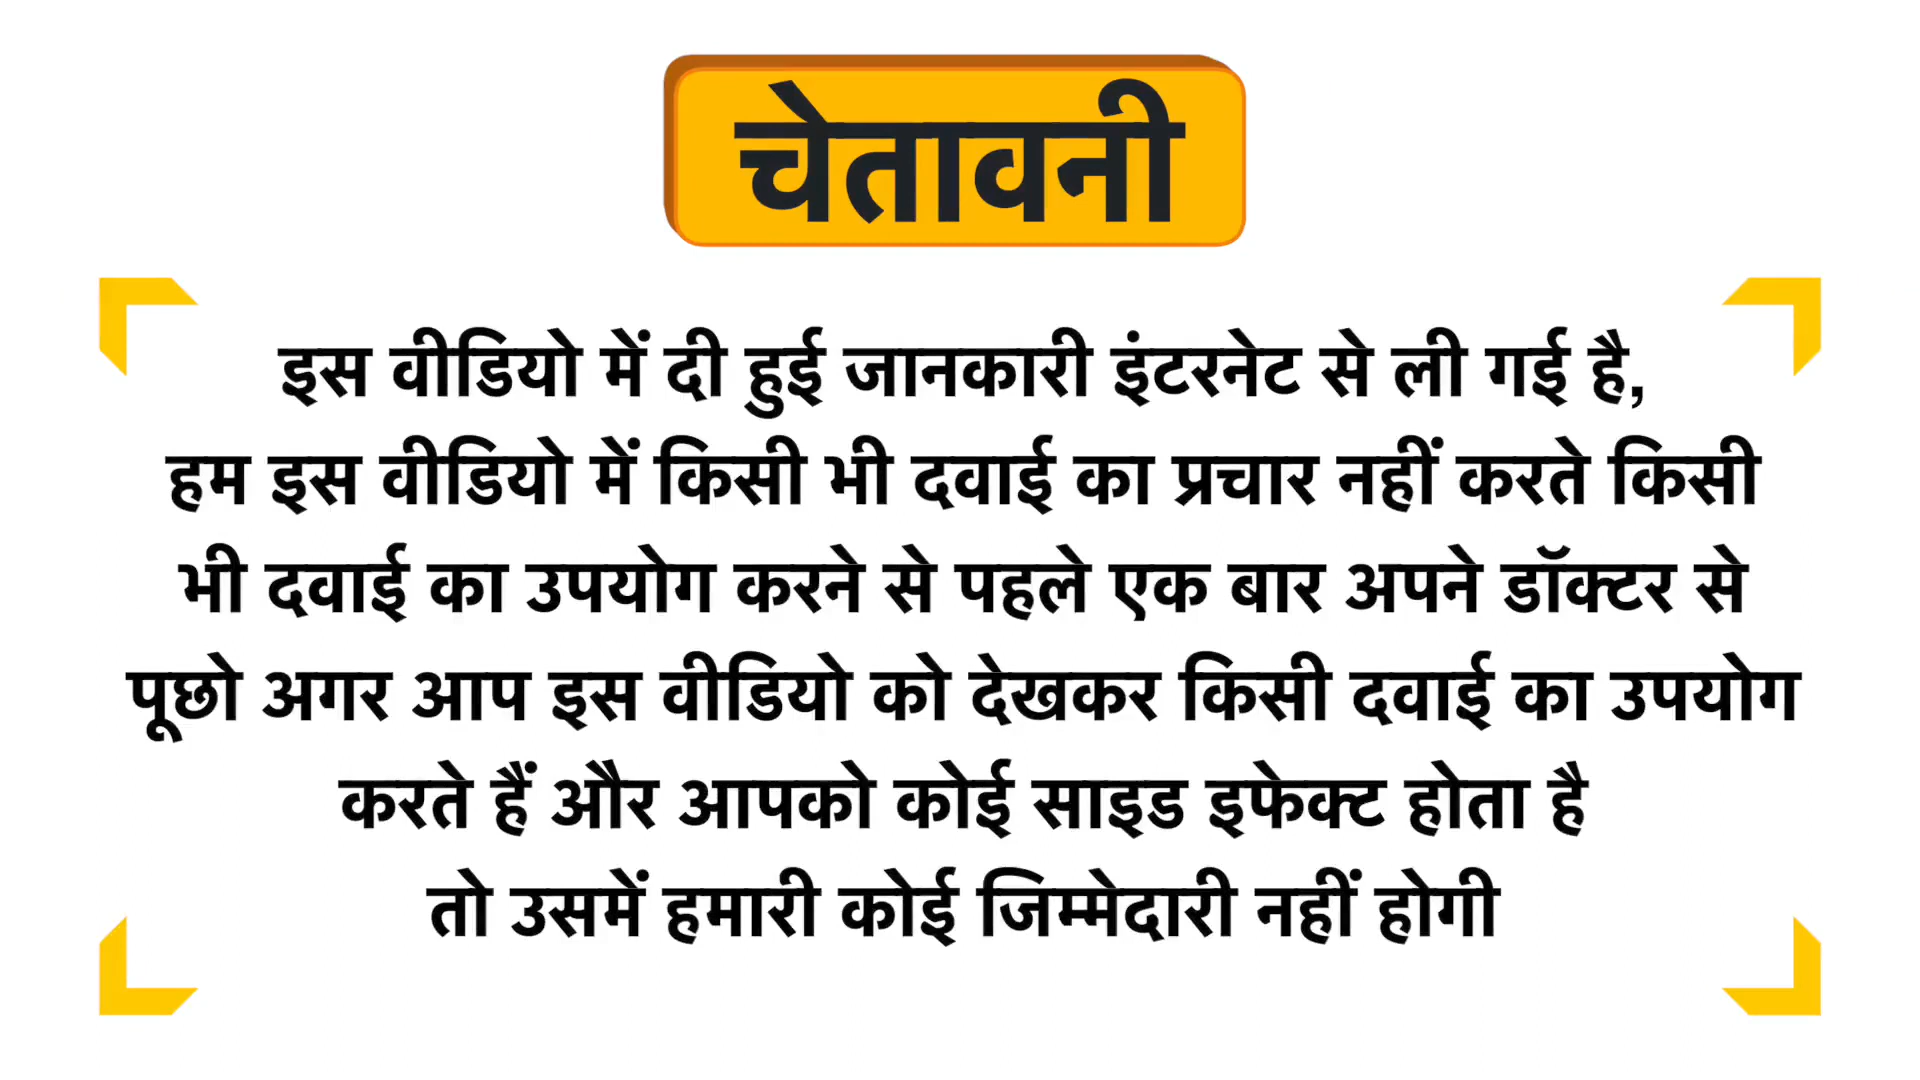 चेतावनी
इस वीडियो में दी हुई जानकारी इंटरनेट से ली गई है,
हम इस वीडियो में किसी भी दवाई का प्रचार नहीं करते किसी
भी दवाई का उपयोग करने से पहले एक बार अपने डॉक्टर से
पूछो अगर आप इस वीडियो को देखकर किसी दवाई का उपयोग
करते हैं और आपको कोई साइड इफेक्ट होता है
तो उसमें हमारी कोई जिम्मेदारी नहीं होगी